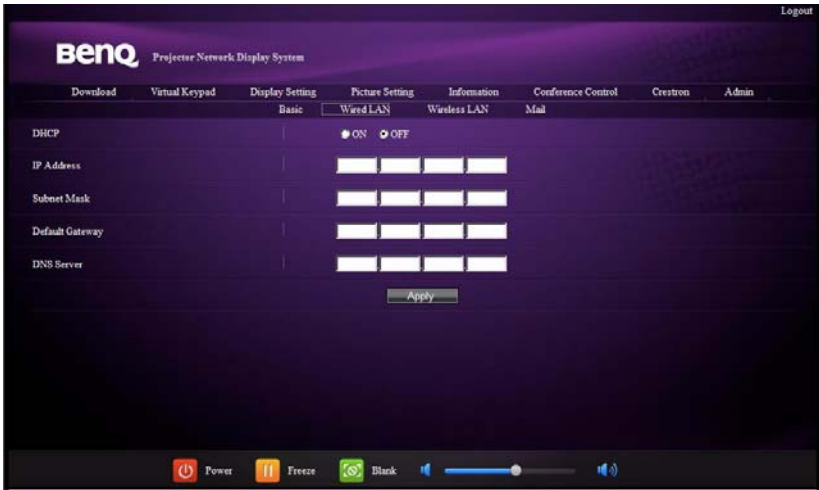 Logout
BenQ Projector Network Display System
Download Virtual Keypad Display Setting Picture Setting Information Conference Control Crestron Admin
Basic Wired LAN Wireless LAN Mail
DHCP ON OFF
IP Address
Subnet Mask
Default Gateway
DNS Server
Apply
Power Freeze Blank